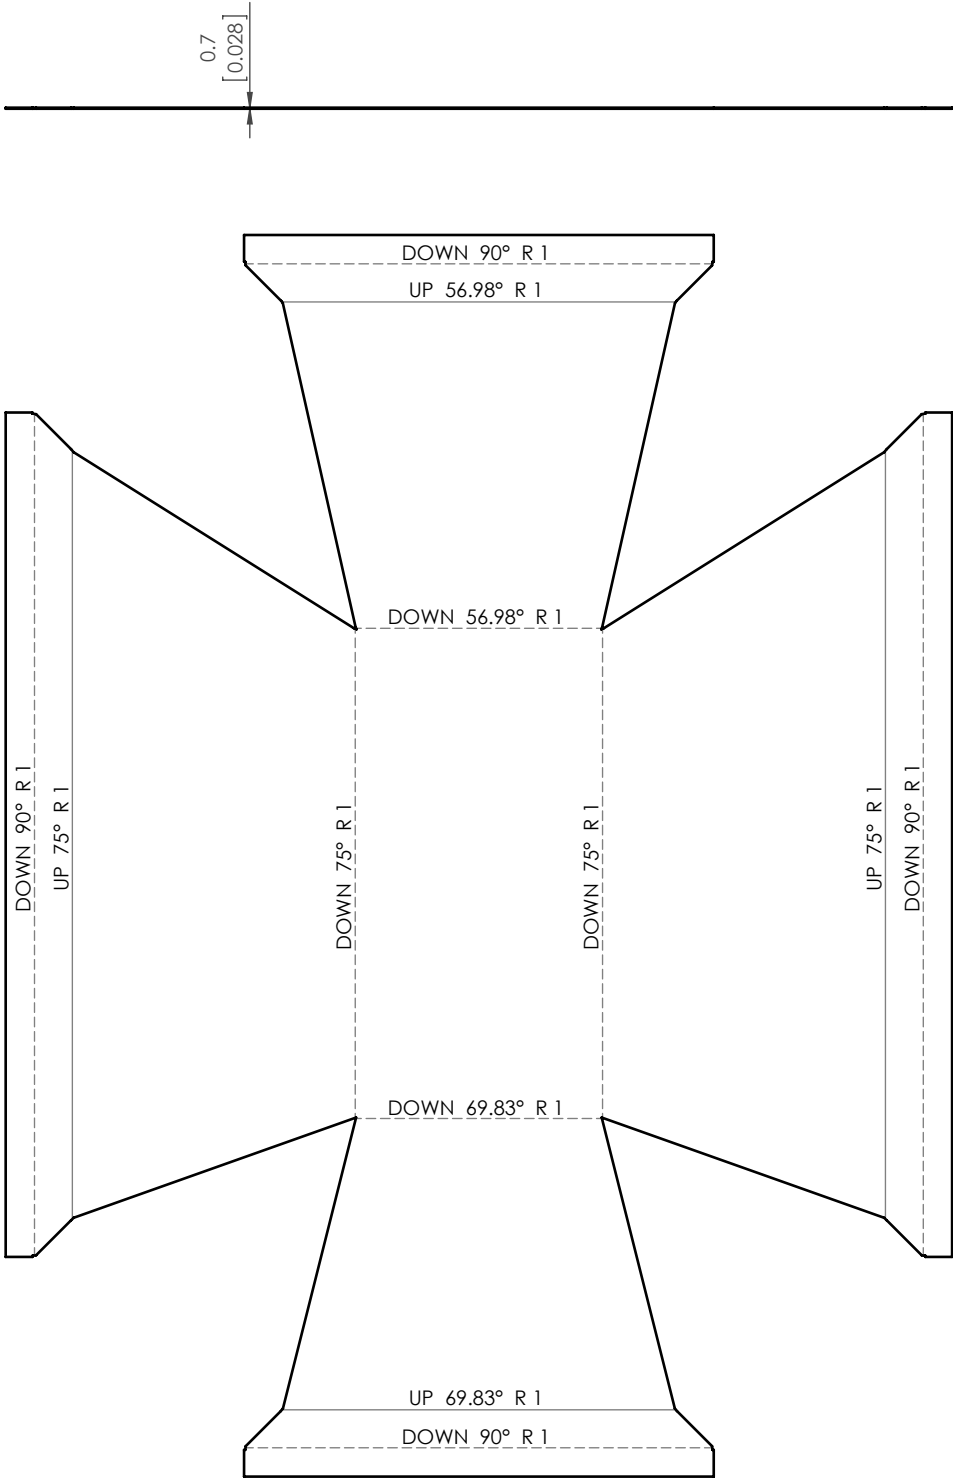 0.7
[0.028]
DOWN 90° R 1
UP 56.98° R 1
DOWN 56.98° R 1
DOWN 90° R 1
UP 75° R 1
DOWN 75° R 1
DOWN 75° R 1
UP 75° R 1
DOWN 90° R 1
DOWN 69.83° R 1
UP 69.83° R 1
DOWN 90° R 1